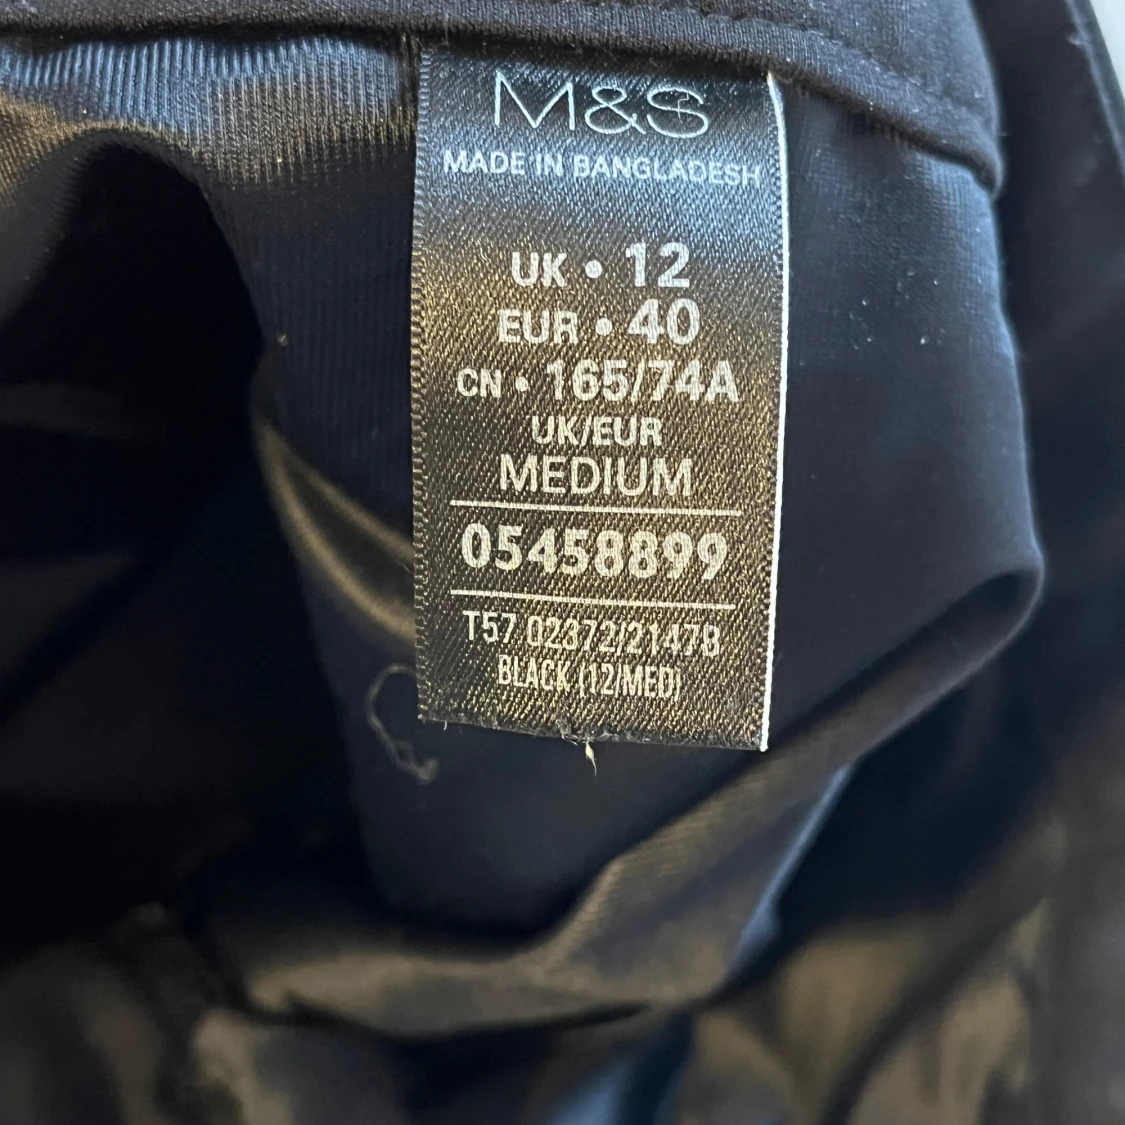 M&S
MADE IN BANGLADESH
UK • 12
EUR • 40
CN • 165/74A
UK/EUR
MEDIUM
05458899
T57 02372/2147B
BLACK (12/MED)